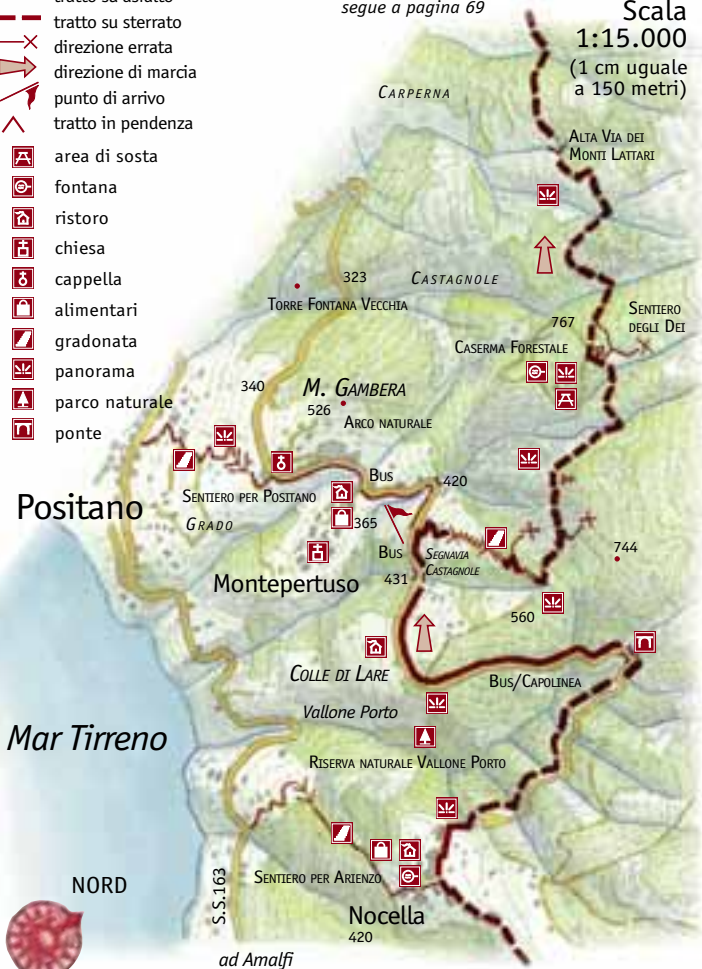 tratto su asfalto
tratto su sterrato
direzione errata
direzione di marcia
punto di arrivo
tratto in pendenza
area di sosta
fontana
ristoro
chiesa
cappella
alimentari
gradonata
panorama
parco naturale
ponte
segue a pagina 69
Scala
1:15.000
(1 cm uguale
a 150 metri)
CARPERNA
ALTA VIA DEI
MONTI LATTARI
323
CASTAGNOLE
TORRE FONTANA VECCHIA
SENTIERO
DEGLI DEI
767
CASERMA FORESTALE
340
M. GAMBERA
526
ARCO NATURALE
BUS
420
SENTIERO PER POSITANO
Positano
GRADO
365
BUS
SEGNAVIA
CASTAGNOLE
744
Montepertuso
431
560
COLLE DI LARE
BUS/CAPOLINEA
Vallone Porto
Mar Tirreno
RISERVA NATURALE VALLONE PORTO
NORD
S.S.163
SENTIERO PER ARIENZO
Nocella
420
ad Amalfi